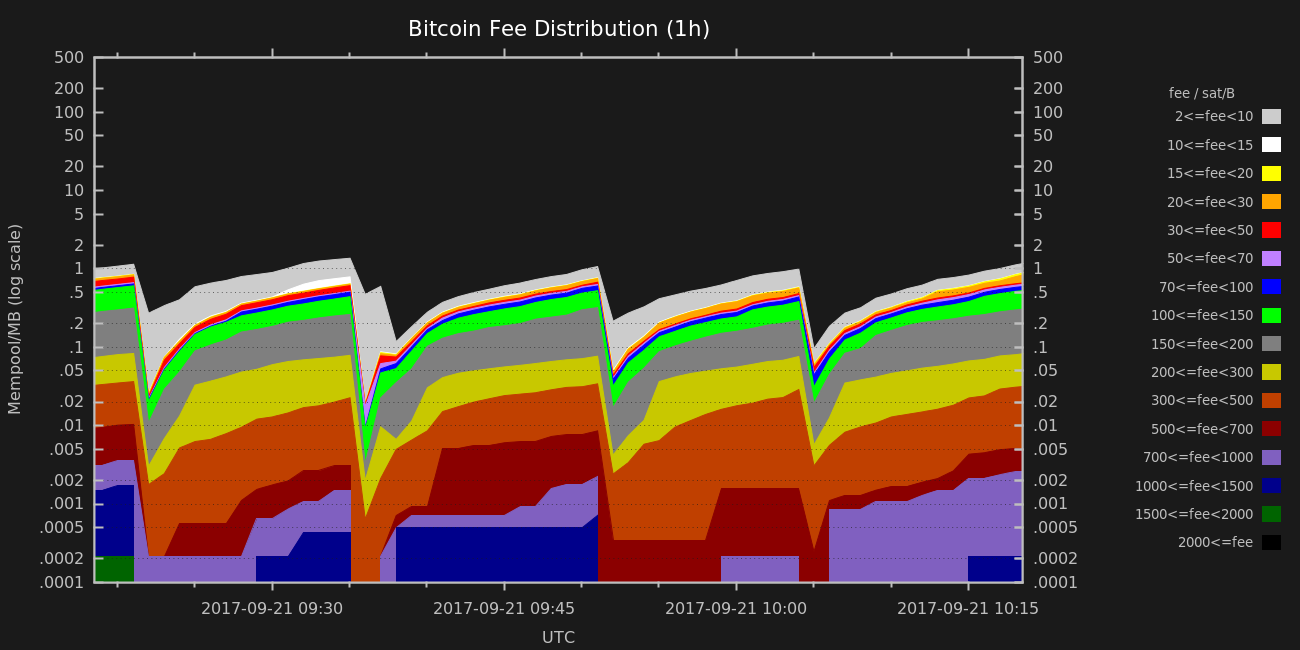 Bitcoin Fee Distribution (1h)
Mempool/MB (log scale)
500
200
100
50
20
10
5
2
1
.5
.2
.1
.05
.02
.01
.005
.002
.001
.0005
.0002
.0001
500
200
100
50
20
10
5
2
1
.5
.2
.1
.05
.02
.01
.005
.002
.001
.0005
.0002
.0001
2017-09-21 09:30
2017-09-21 09:45
2017-09-21 10:00
2017-09-21 10:15
UTC
fee / sat/B
2<=fee<10
10<=fee<15
15<=fee<20
20<=fee<30
30<=fee<50
50<=fee<70
70<=fee<100
100<=fee<150
150<=fee<200
200<=fee<300
300<=fee<500
500<=fee<700
700<=fee<1000
1000<=fee<1500
1500<=fee<2000
2000<=fee